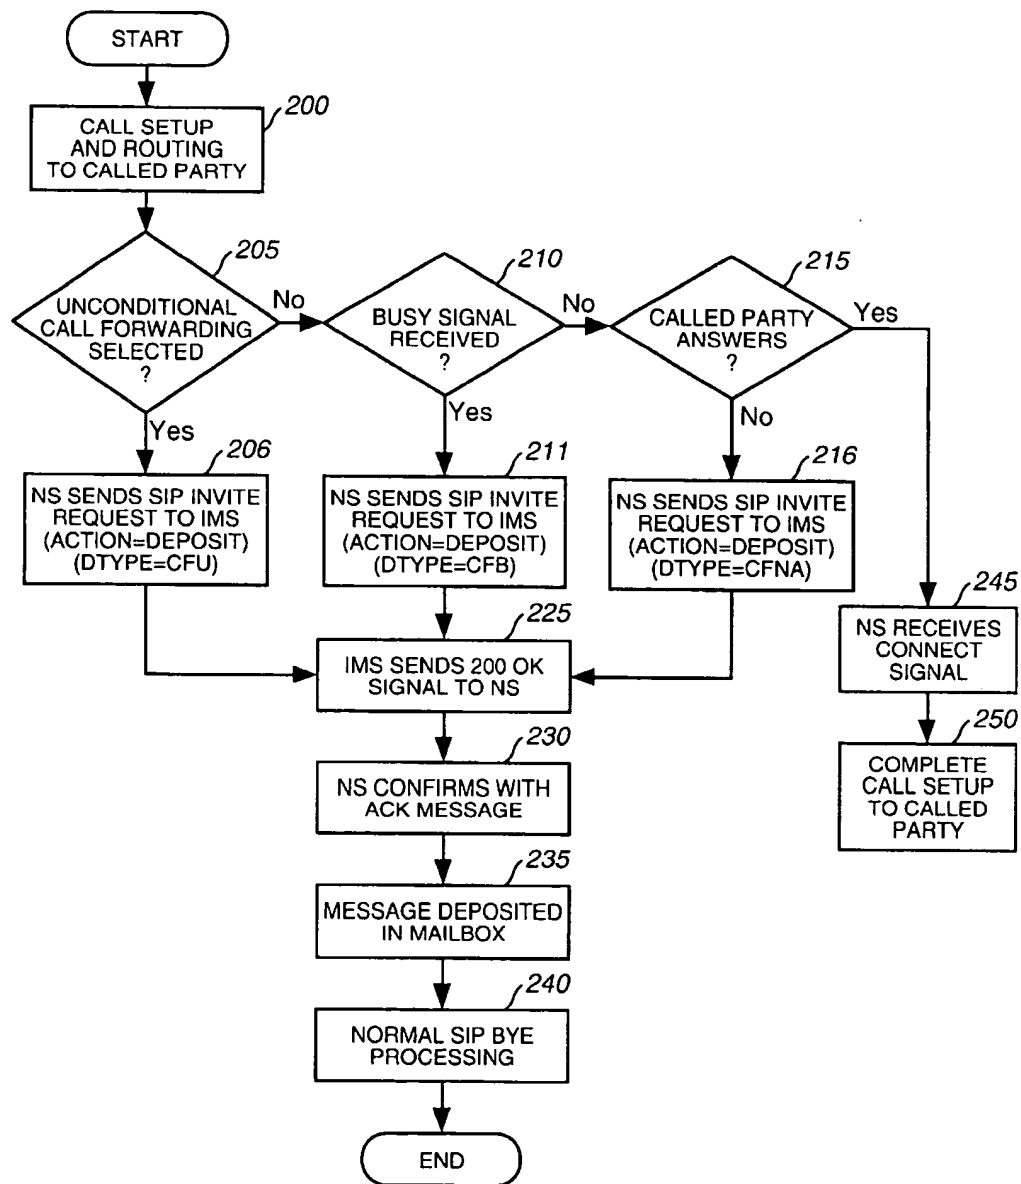 START
200
CALL SETUP
AND ROUTING
TO CALLED PARTY
205
UNCONDITIONAL
CALL FORWARDING
SELECTED
?
No
Yes
210
BUSY SIGNAL
RECEIVED
?
No
Yes
215
CALLED PARTY
ANSWERS
?
Yes
No
206
NS SENDS SIP INVITE
REQUEST TO IMS
(ACTION=DEPOSIT)
(DTYPE=CFU)
211
NS SENDS SIP INVITE
REQUEST TO IMS
(ACTION=DEPOSIT)
(DTYPE=CFB)
216
NS SENDS SIP INVITE
REQUEST TO IMS
(ACTION=DEPOSIT)
(DTYPE=CFNA)
225
IMS SENDS 200 OK
SIGNAL TO NS
245
NS RECEIVES
CONNECT
SIGNAL
230
NS CONFIRMS WITH
ACK MESSAGE
250
COMPLETE
CALL SETUP
TO CALLED
PARTY
235
MESSAGE DEPOSITED
IN MAILBOX
240
NORMAL SIP BYE
PROCESSING
END